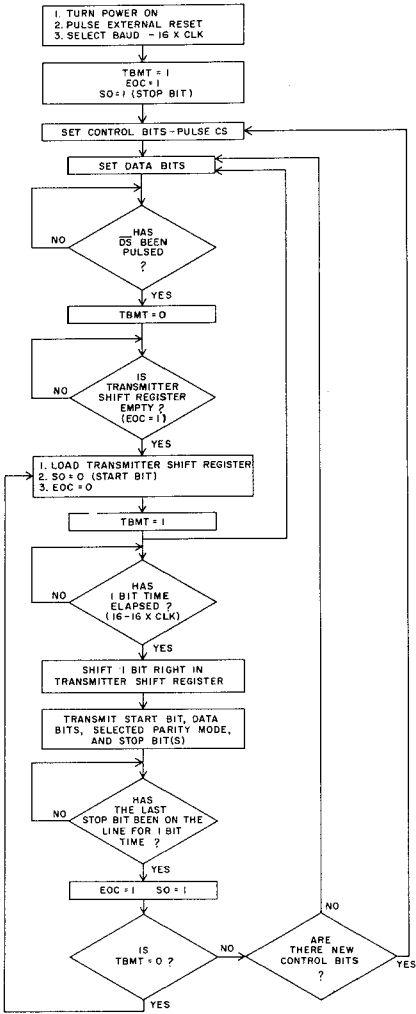 1. TURN POWER ON
2. PULSE EXTERNAL RESET
3. SELECT BAUD - 16 X CLK
TBMT = 1
EOC = 1
SO = 1 (STOP BIT)
SET CONTROL BITS - PULSE CS
SET DATA BITS
HAS
DS BEEN
PULSED
?
NO
YES
TBMT = 0
IS
TRANSMITTER
SHIFT REGISTER
EMPTY ?
(EOC = 1)
NO
YES
1. LOAD TRANSMITTER SHIFT REGISTER
2. SO = 0 (START BIT)
3. EOC = 0
TBMT = 1
HAS
1 BIT TIME
ELAPSED ?
(16-16 X CLK)
NO
YES
SHIFT 1 BIT RIGHT IN
TRANSMITTER SHIFT REGISTER
TRANSMIT START BIT, DATA
BITS, SELECTED PARITY MODE,
AND STOP BIT(S)
HAS
THE LAST
STOP BIT BEEN ON THE
LINE FOR 1 BIT
TIME ?
NO
YES
EOC = 1 SO = 1
IS
TBMT = 0 ?
NO
YES
ARE
THERE NEW
CONTROL BITS
?
NO
YES